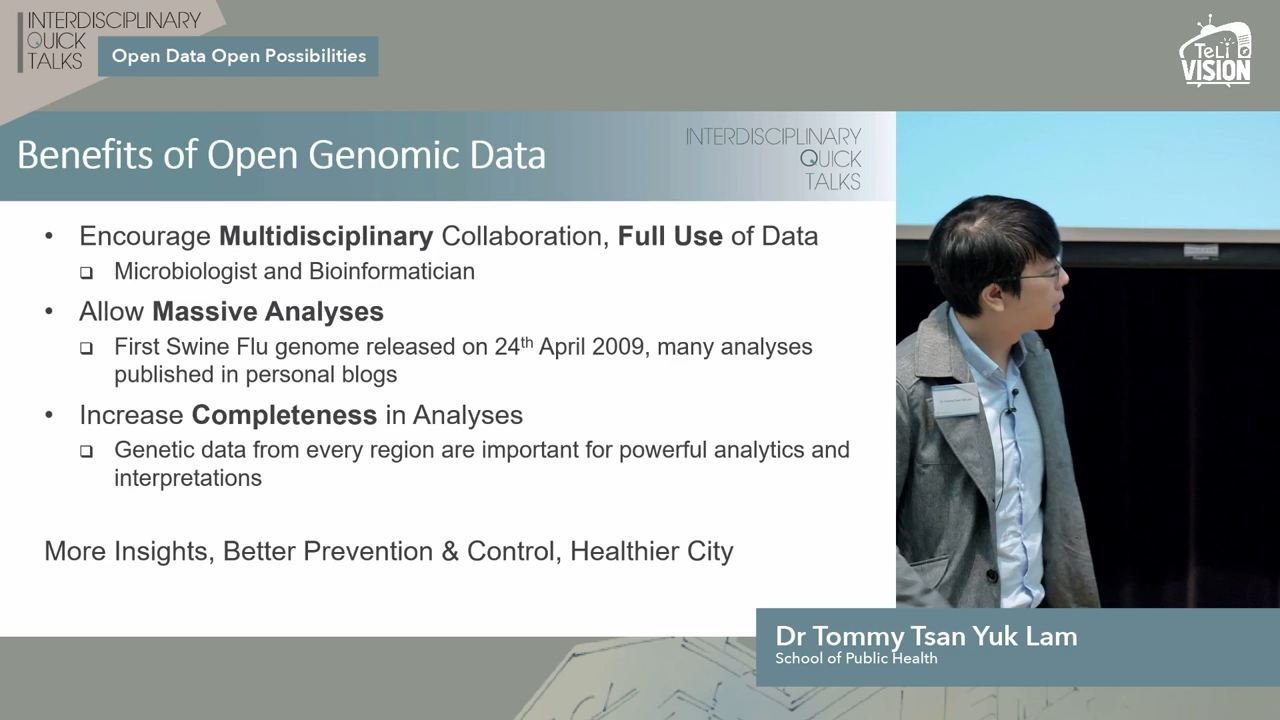 INTERDISCIPLINARY
QUICK
TALKS
Open Data Open Possibilities
TeLi
VISION
Benefits of Open Genomic Data
INTERDISCIPLINARY
QUICK
TALKS
• Encourage Multidisciplinary Collaboration, Full Use of Data
❑ Microbiologist and Bioinformatician
• Allow Massive Analyses
❑ First Swine Flu genome released on 24th April 2009, many analyses
published in personal blogs
• Increase Completeness in Analyses
❑ Genetic data from every region are important for powerful analytics and
interpretations
More Insights, Better Prevention & Control, Healthier City
Dr Tommy Tsan Yuk Lam
School of Public Health